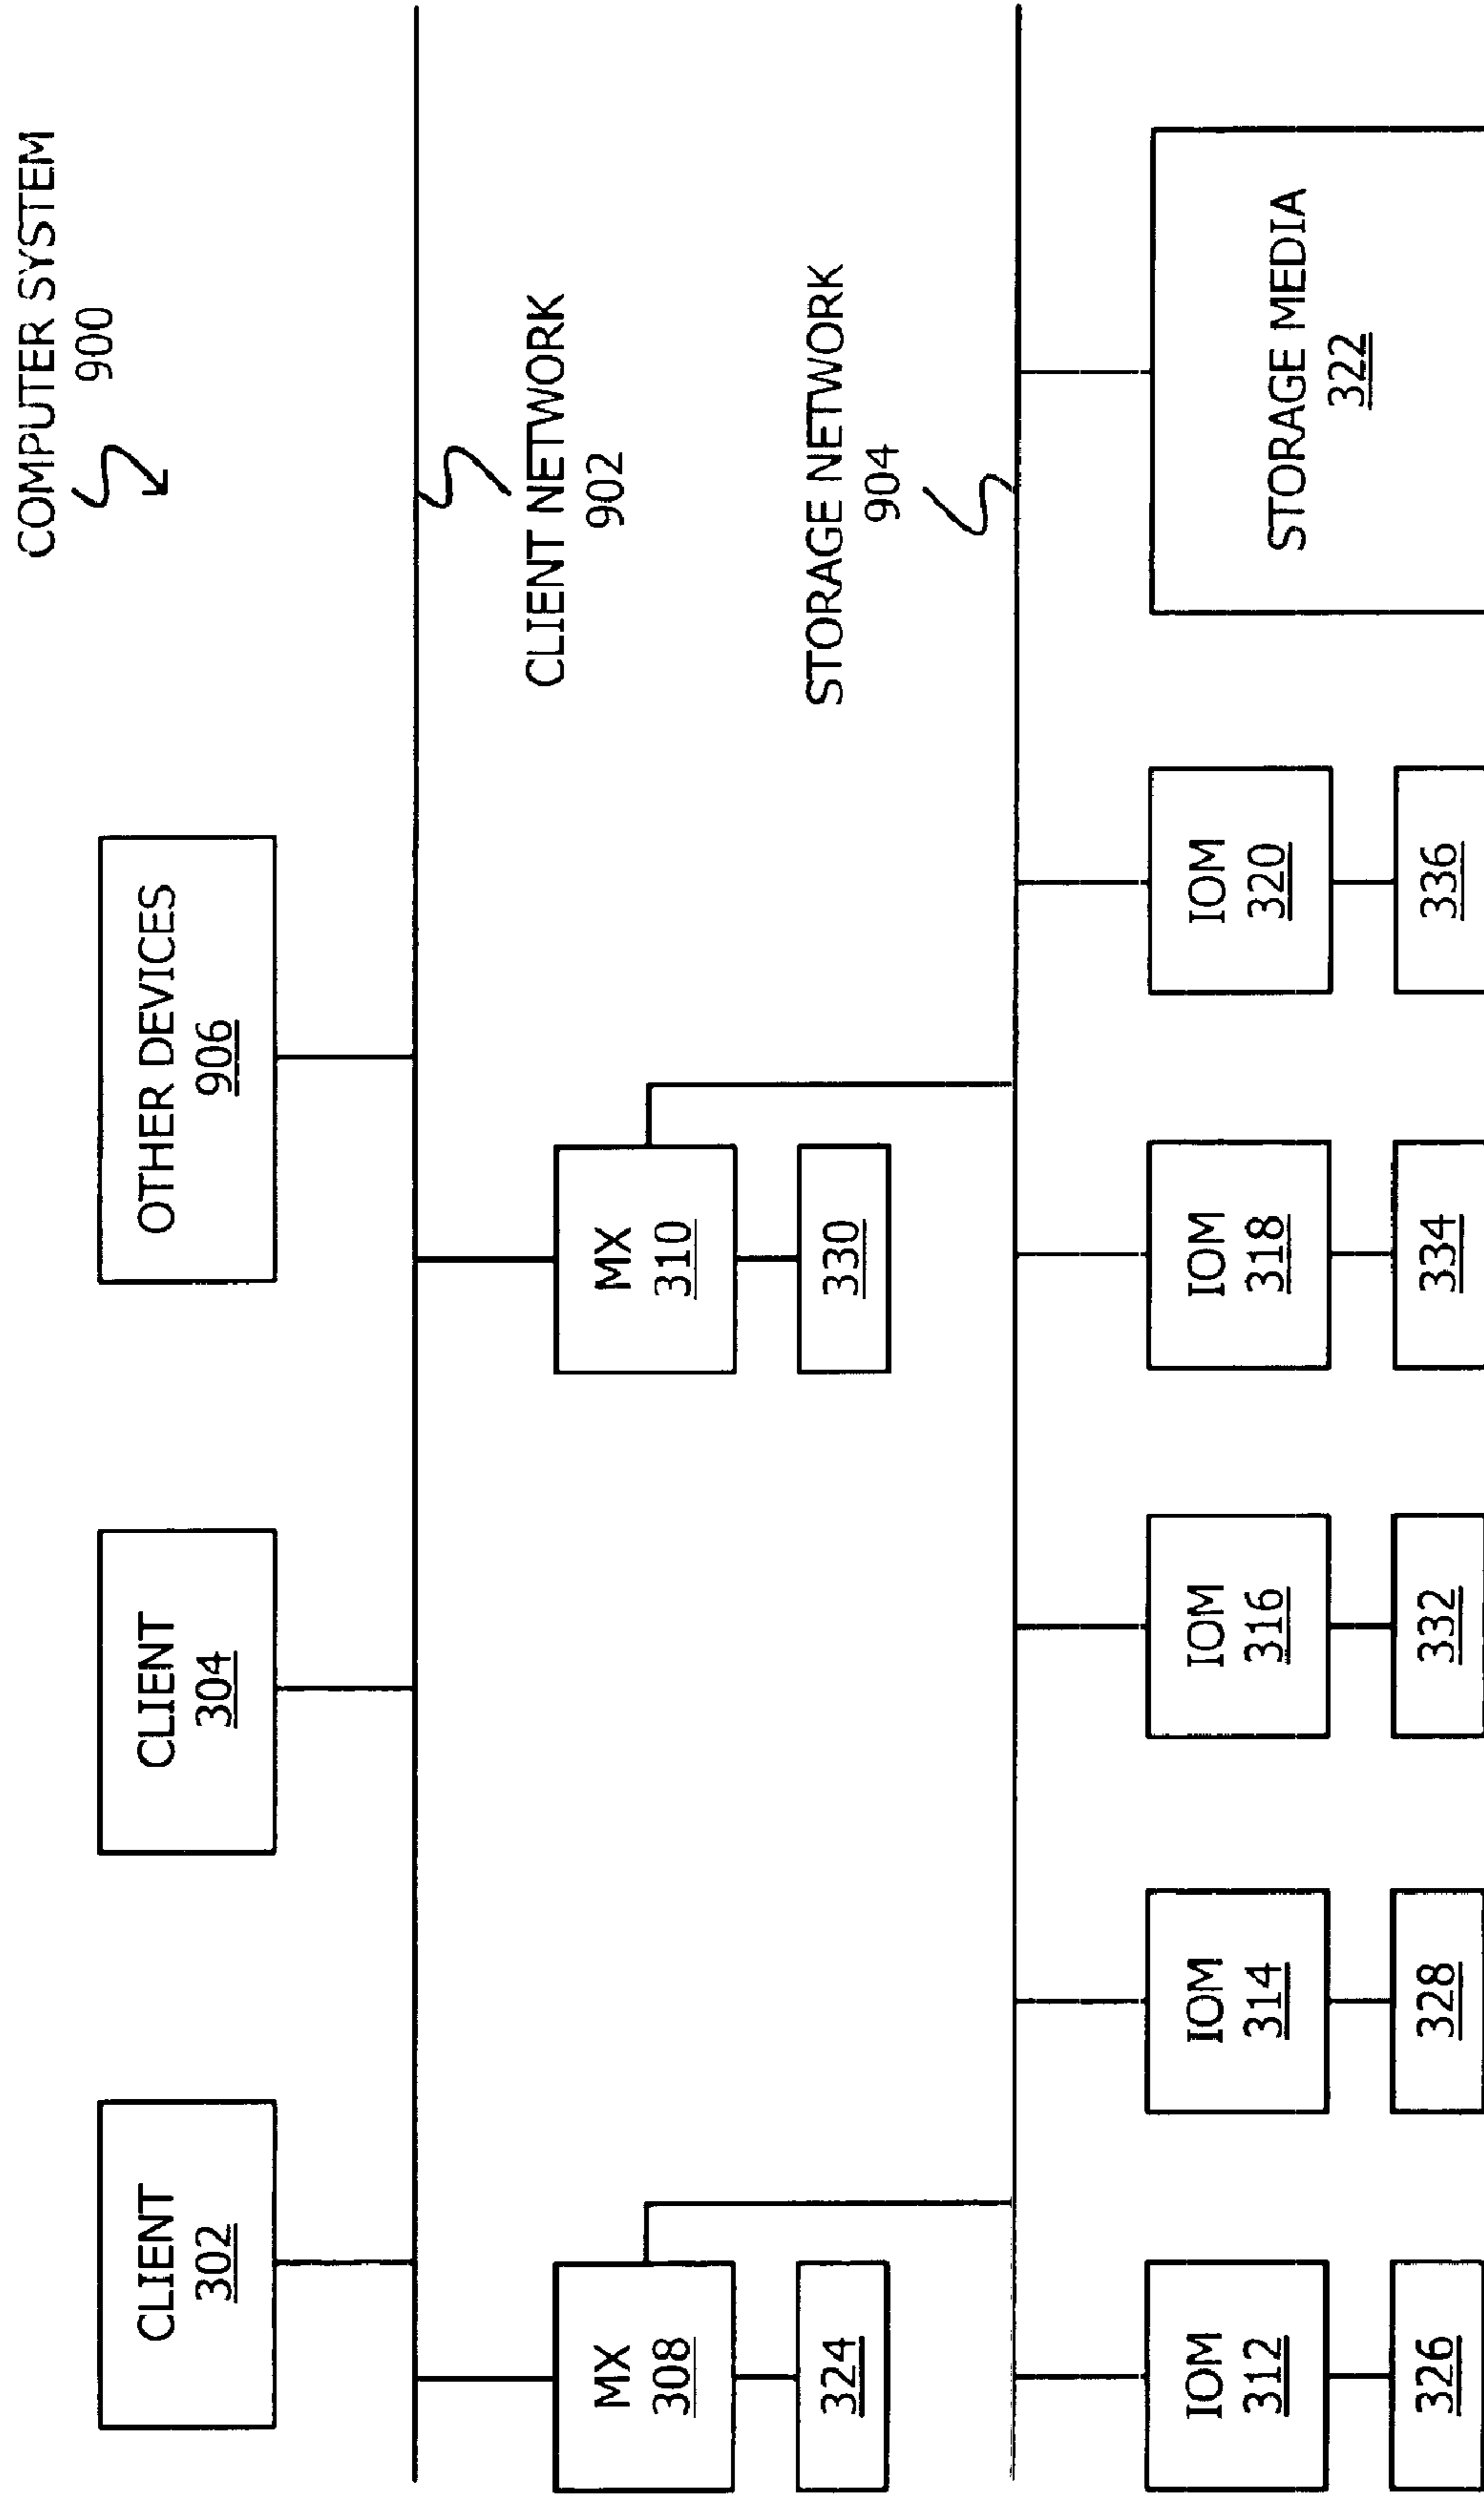 COMPUTER SYSTEM
900
CLIENT
302
CLIENT
304
OTHER DEVICES
906
CLIENT NETWORK
902
MX
308
324
MX
310
330
STORAGE NETWORK
904
IOM
312
326
IOM
314
328
IOM
316
332
IOM
318
334
IOM
320
336
STORAGE MEDIA
322